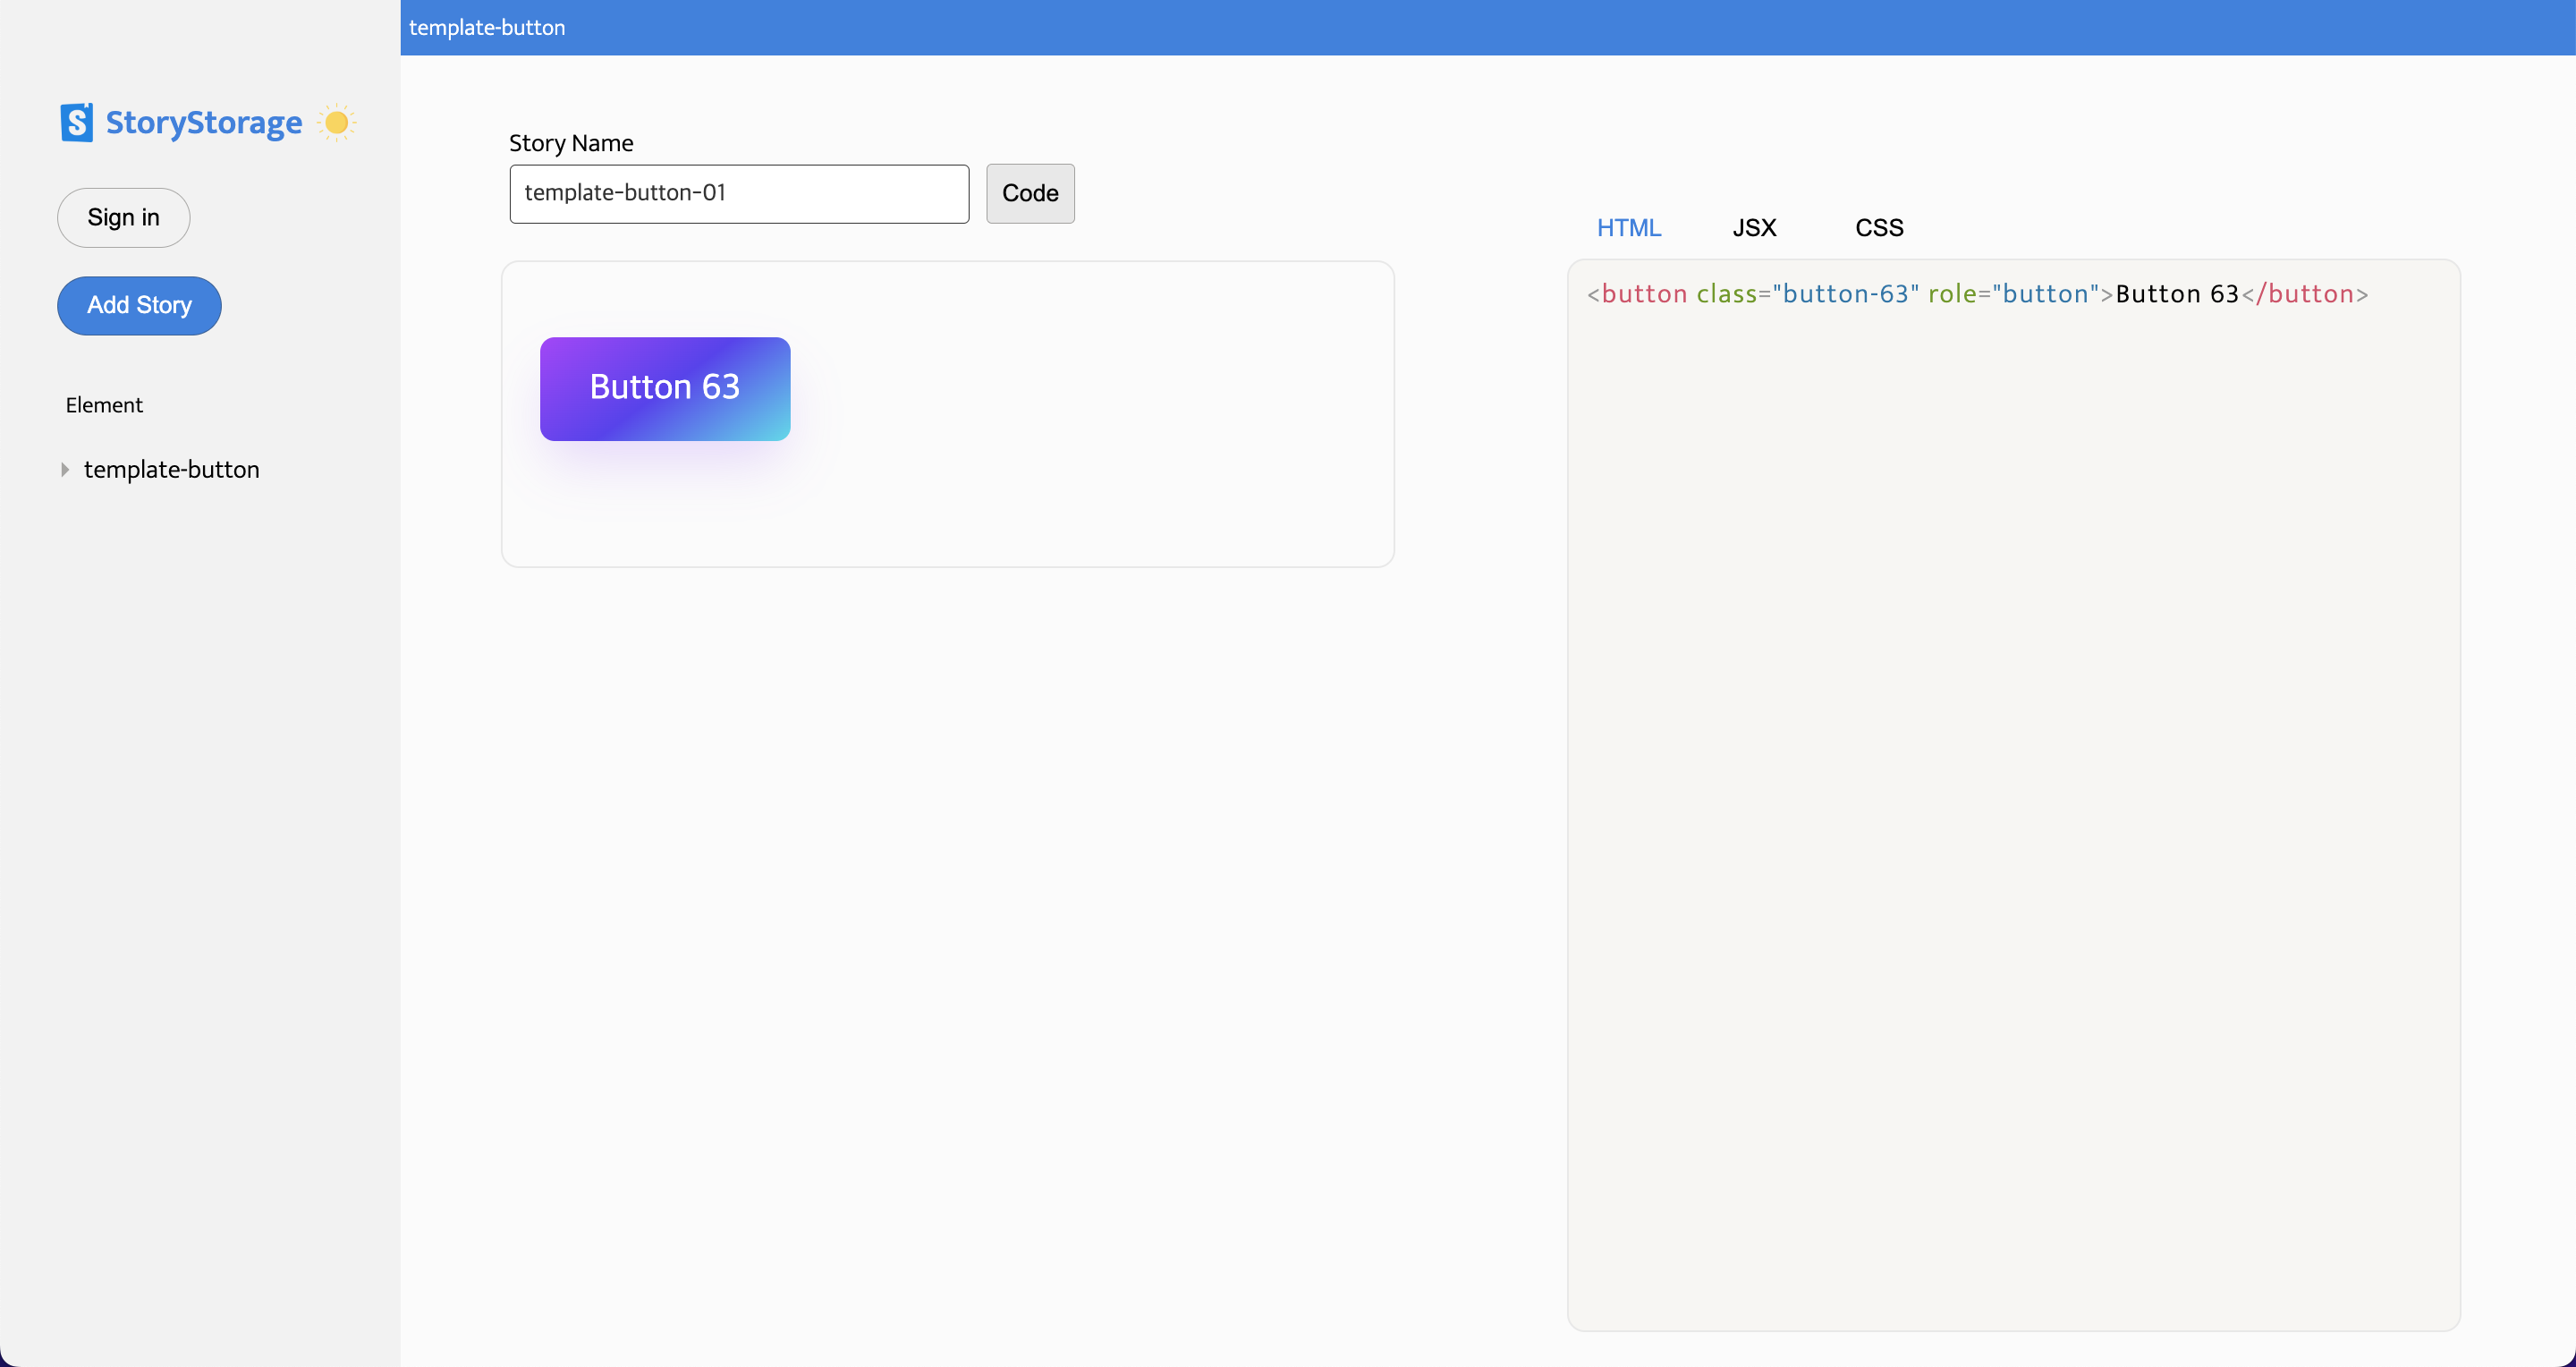 template-button
StoryStorage
Sign in
Add Story
Element
template-button
Story Name
template-button-01
Code
Button 63
HTML JSX CSS
<button class="button-63" role="button">Button 63</button>